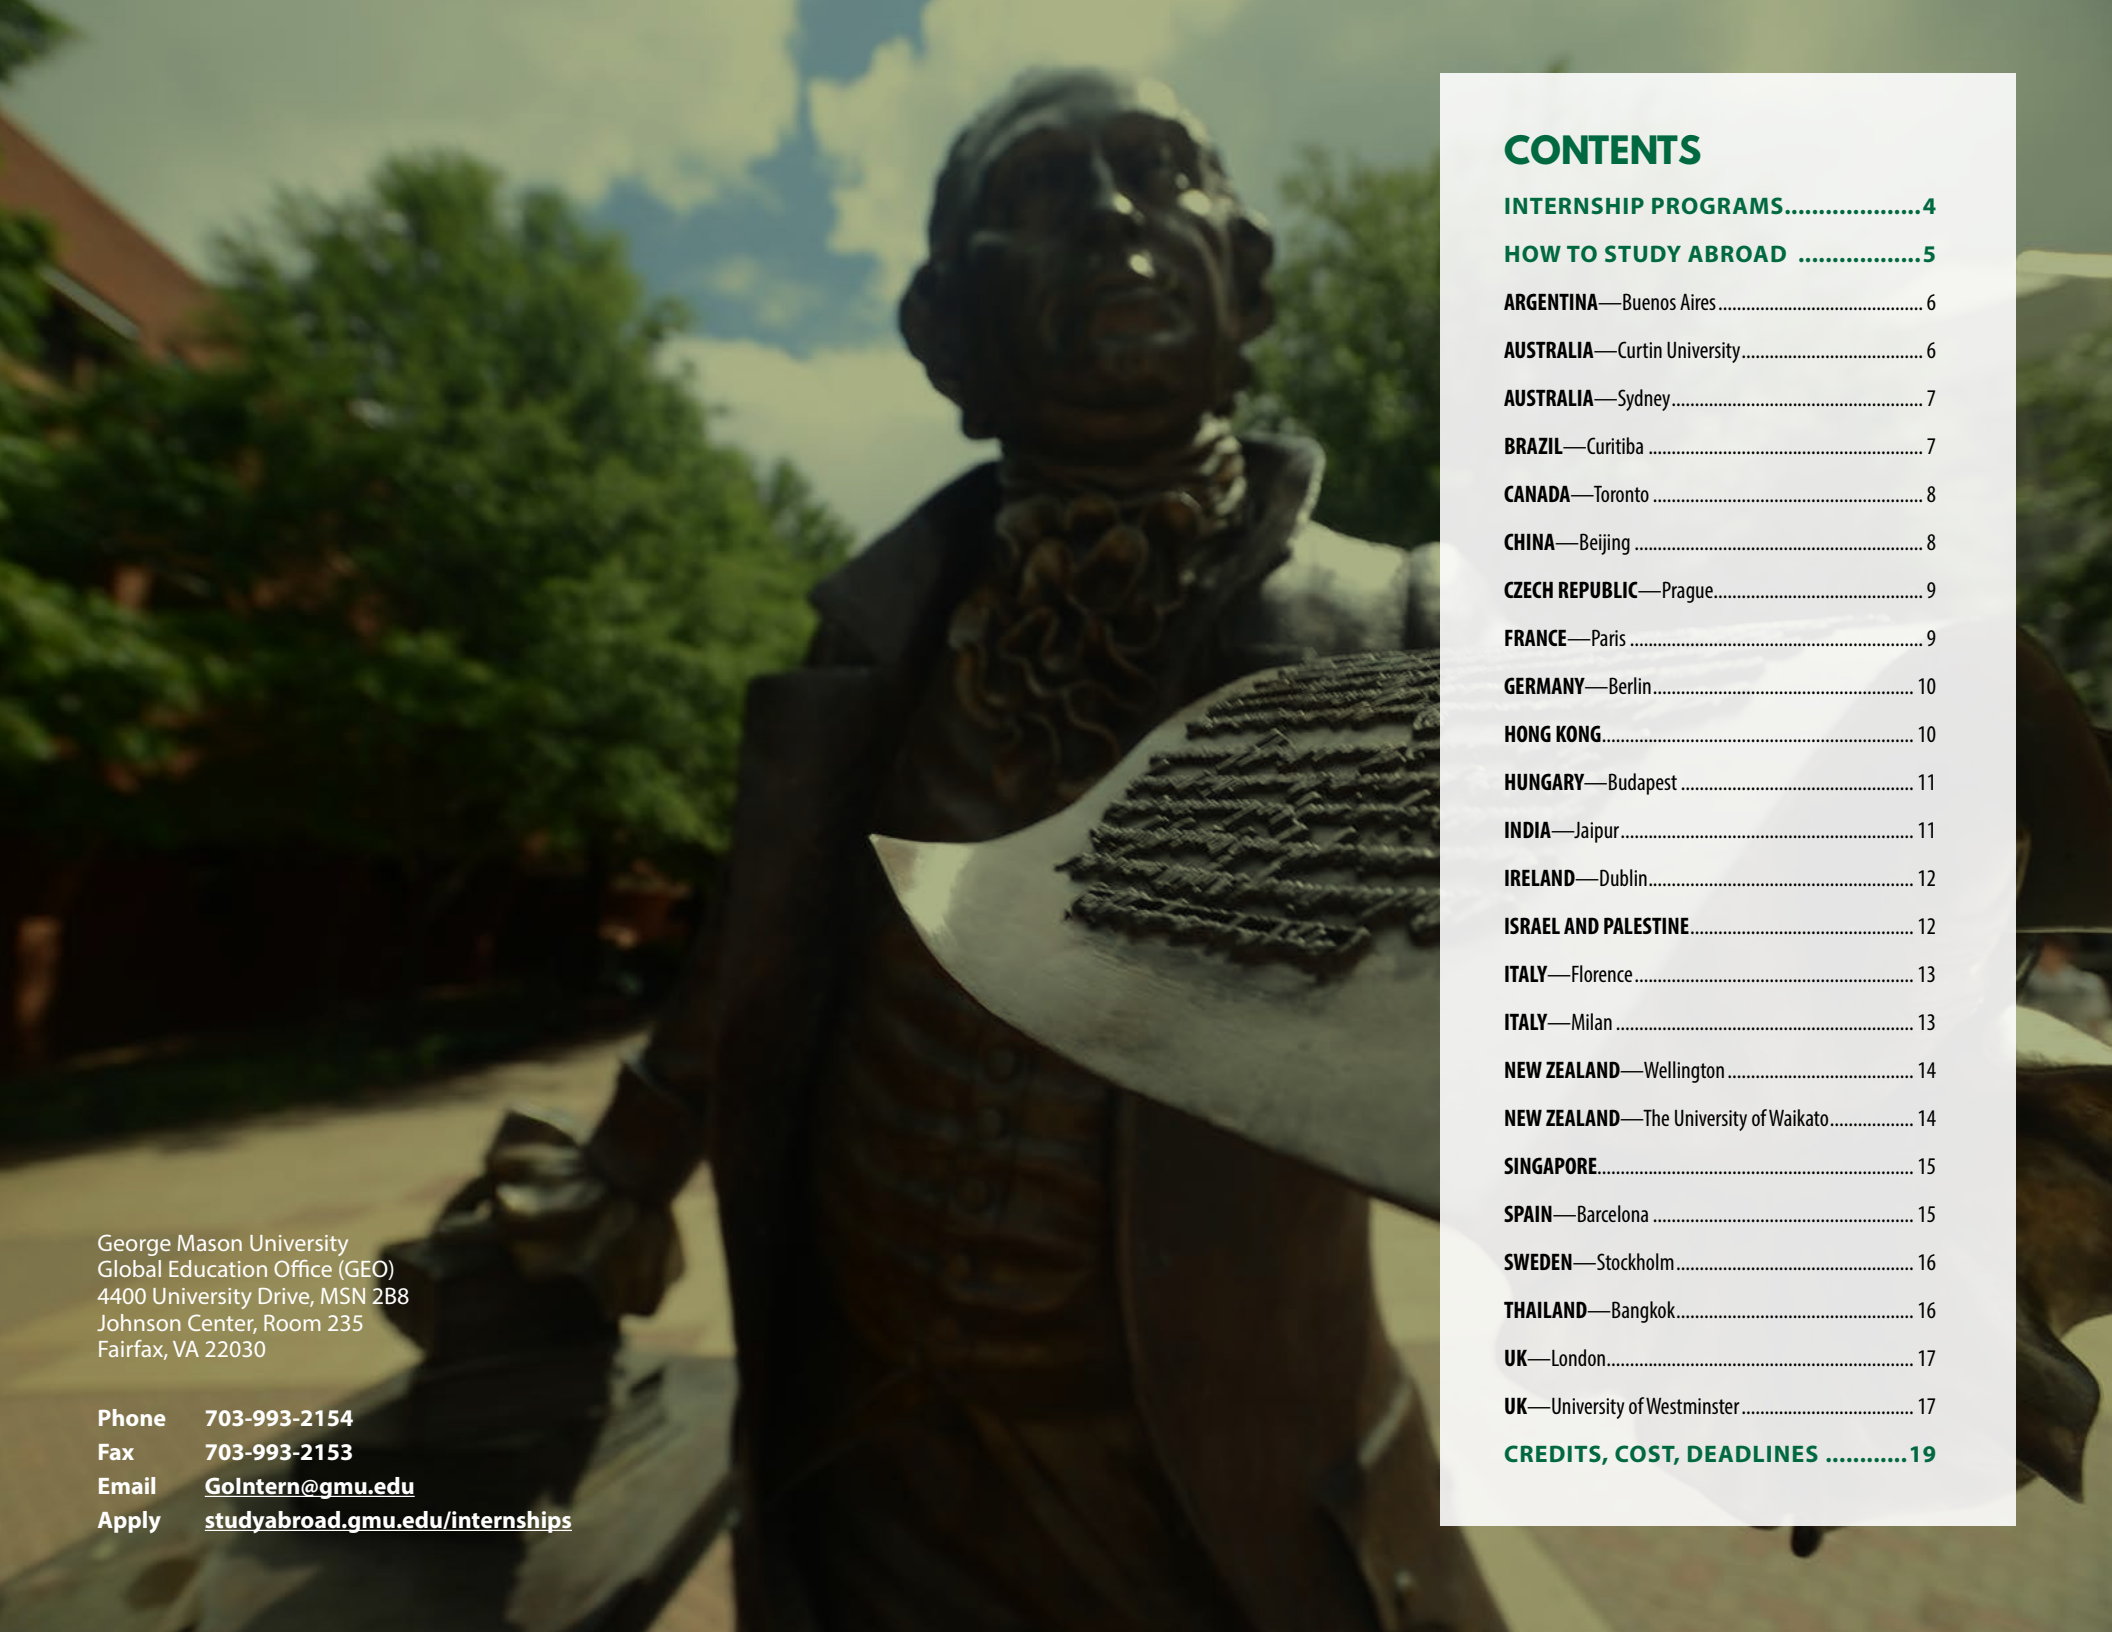 CONTENTS
INTERNSHIP PROGRAMS....................4
HOW TO STUDY ABROAD ..................5
ARGENTINA—Buenos Aires............................................ 6
AUSTRALIA—Curtin University....................................... 6
AUSTRALIA—Sydney...................................................... 7
BRAZIL—Curitiba ........................................................... 7
CANADA—Toronto .......................................................... 8
CHINA—Beijing .............................................................. 8
CZECH REPUBLIC—Prague............................................. 9
FRANCE—Paris ............................................................... 9
GERMANY—Berlin........................................................ 10
HONG KONG................................................................... 10
HUNGARY—Budapest .................................................. 11
INDIA—Jaipur............................................................... 11
IRELAND—Dublin......................................................... 12
ISRAEL AND PALESTINE................................................ 12
ITALY—Florence............................................................ 13
ITALY—Milan ................................................................ 13
NEW ZEALAND—Wellington........................................ 14
NEW ZEALAND—The University of Waikato.................. 14
SINGAPORE.................................................................... 15
SPAIN—Barcelona ........................................................ 15
SWEDEN—Stockholm................................................... 16
THAILAND—Bangkok................................................... 16
UK—London.................................................................. 17
UK—University of Westminster..................................... 17
CREDITS, COST, DEADLINES ............19
George Mason University
Global Education Office (GEO)
4400 University Drive, MSN 2B8
Johnson Center, Room 235
Fairfax, VA 22030
Phone 703-993-2154
Fax 703-993-2153
Email GoIntern@gmu.edu
Apply studyabroad.gmu.edu/internships